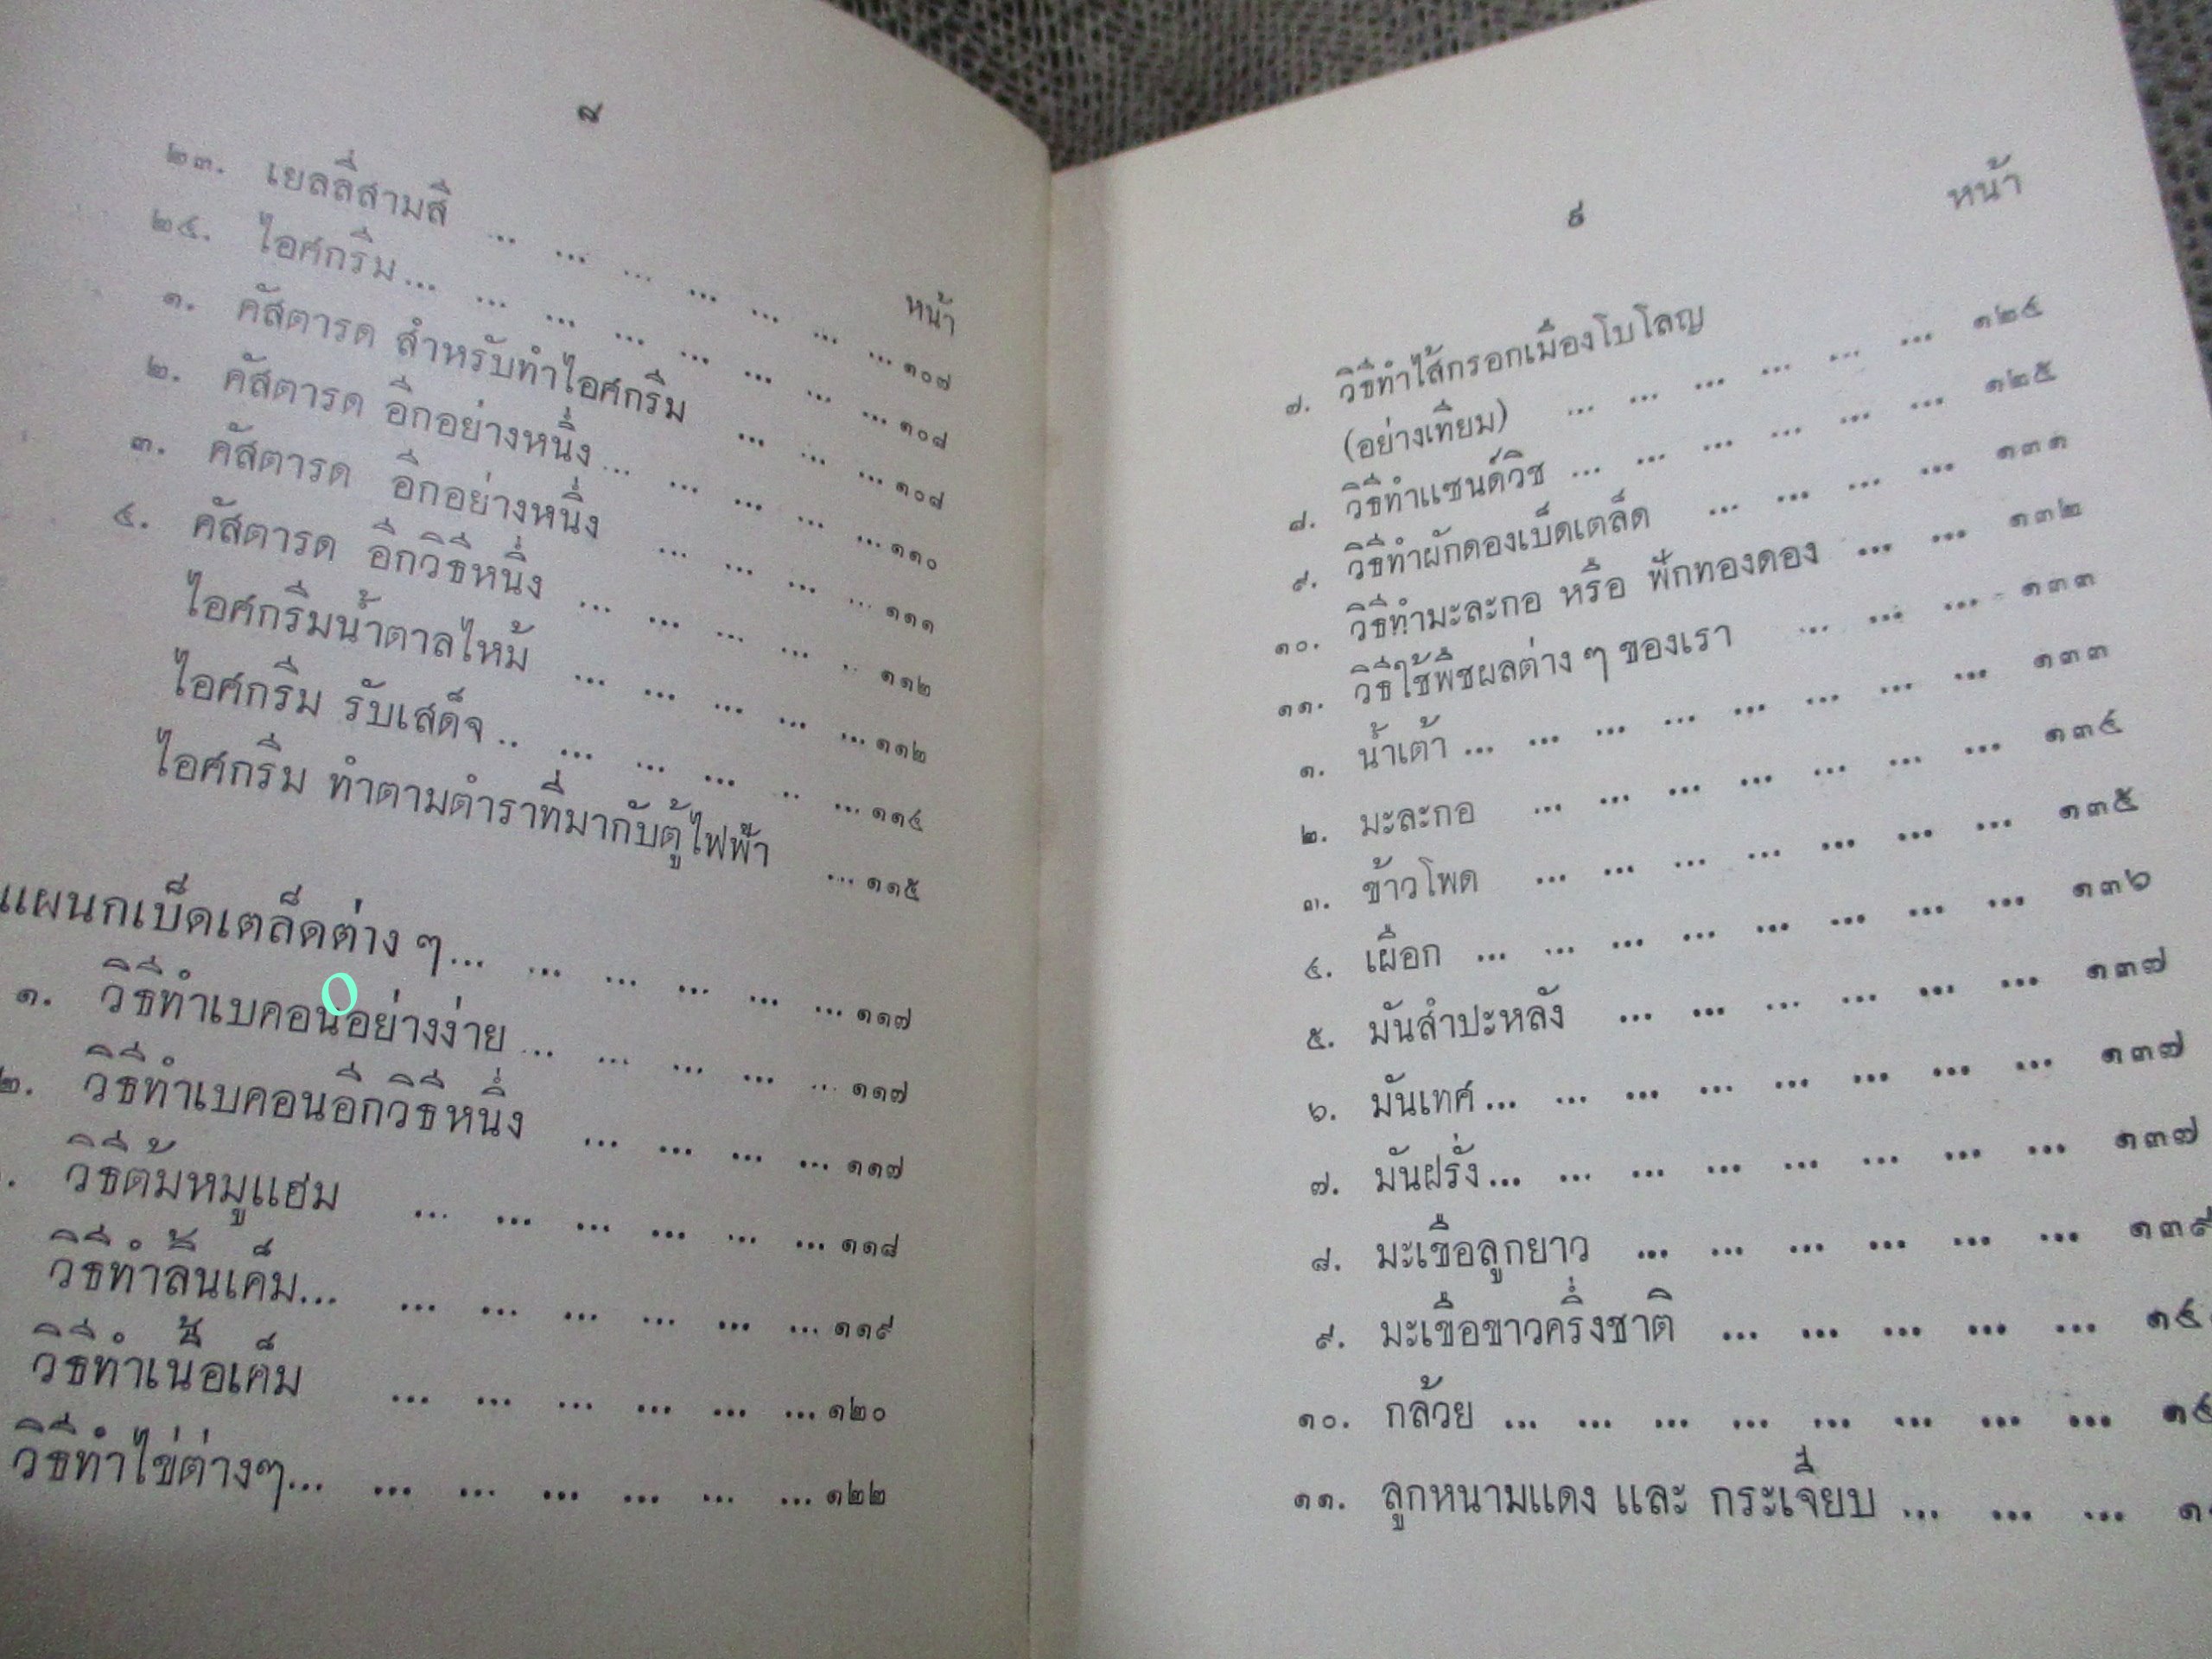 ๘
หน้า
๒๓. เยลลี่สามสี ... ... ... ... ... ... ... ๑๐๗
๒๔. ไอศกรีม ... ... ... ... ... ... ... ... ๑๐๘
๑. คัสตารด สำหรับทำไอศกรีม ... ... ... ๑๐๘
๒. คัสตารด อีกอย่างหนึ่ง ... ... ... ... ... ๑๑๐
๓. คัสตารด อีกอย่างหนึ่ง ... ... ... ... ๑๑๑
๔. คัสตารด อีกวิธีหนึ่ง ... ... ... ... .. ๑๑๒
ไอศกรีมน้ำตาลไหม้ ... ... ... ... ... ๑๑๒
ไอศกรีม รับเสด็จ .. ... ... ... .. ... ๑๑๔
ไอศกรีม ทำตามตำราที่มากับตู้ไฟฟ้า ... ๑๑๕
แผนกเบ็ดเตล็ดต่าง ๆ ... ... ... ... ... ... ๑๑๗
๑. วิธีทำเบคอนอย่างง่าย ... ... ... ... ... ๑๑๗
๒. วิธีทำเบคอนอีกวิธีหนึ่ง ... ... ... ... ๑๑๗
วิธีต้มหมูแฮม ... ... ... ... ... ... ๑๑๘
วิธีทำลิ้นเค็ม ... ... ... ... ... ... ... ๑๑๙
วิธีทำเนื้อเค็ม ... ... ... ... ... ... ๑๒๐
วิธีทำไข่ต่างๆ ... ... ... ... ... ... ... ๑๒๒
๙
หน้า
๗. วิธีทำไส้กรอกเมืองโบโลญ
(อย่างเทียม) ... ... ... ... ... ... ๑๒๔
๘. วิธีทำแซนด์วิช ... ... ... ... ... ... ๑๒๕
๙. วิธีทำผักดองเบ็ดเตล็ด ... ... ... ... ๑๓๑
๑๐. วิธีทำมะละกอ หรือ ฟักทองดอง ... ... ๑๓๒
๑๑. วิธีใช้พืชผลต่าง ๆ ของเรา ... ... ... ๑๓๓
๑. น้ำเต้า ... ... ... ... ... ... ... ... ๑๓๓
๒. มะละกอ ... ... ... ... ... ... ... ๑๓๔
๓. ข้าวโพด ... ... ... ... ... ... ... ๑๓๕
๔. เผือก ... ... ... ... ... ... ... ... ๑๓๖
๕. มันสำปะหลัง ... ... ... ... ... ... ๑๓๗
๖. มันเทศ ... ... ... ... ... ... ... ... ๑๓๗
๗. มันฝรั่ง ... ... ... ... ... ... ... ... ๑๓๗
๘. มะเขือลูกยาว ... ... ... ... ... ... ๑๓๙
๙. มะเขือขาวครึ่งชาติ ... ... ... ... ...
๑๐. กล้วย ... ... ... ... ... ... ... ...
๑๑. ลูกหนามแดง และ กระเจี๊ยบ ... ... ...